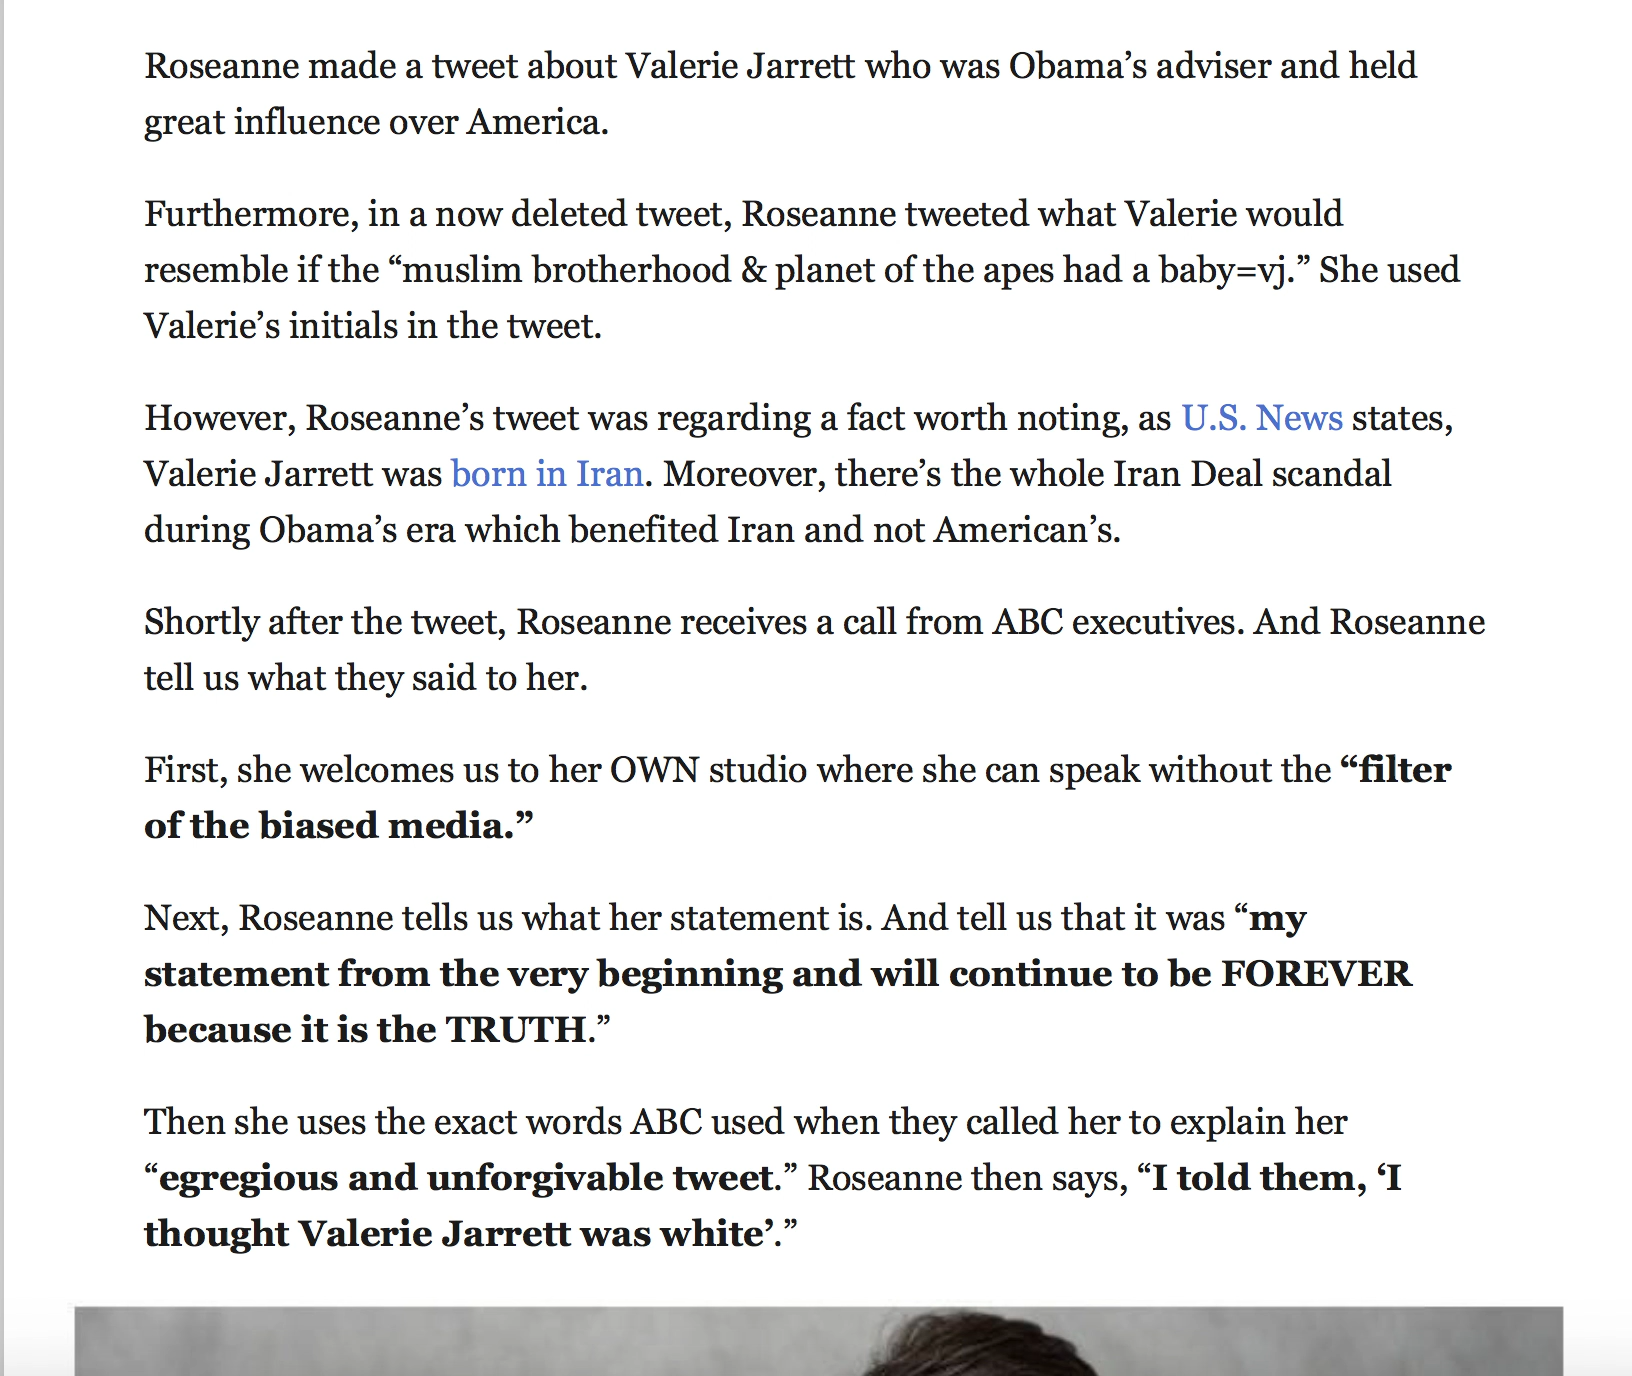 Roseanne made a tweet about Valerie Jarrett who was Obama’s adviser and held
great influence over America.
Furthermore, in a now deleted tweet, Roseanne tweeted what Valerie would
resemble if the “muslim brotherhood & planet of the apes had a baby=vj.” She used
Valerie’s initials in the tweet.
However, Roseanne’s tweet was regarding a fact worth noting, as U.S. News states,
Valerie Jarrett was born in Iran. Moreover, there’s the whole Iran Deal scandal
during Obama’s era which benefited Iran and not American’s.
Shortly after the tweet, Roseanne receives a call from ABC executives. And Roseanne
tell us what they said to her.
First, she welcomes us to her OWN studio where she can speak without the “filter
of the biased media.”
Next, Roseanne tells us what her statement is. And tell us that it was “my
statement from the very beginning and will continue to be FOREVER
because it is the TRUTH.”
Then she uses the exact words ABC used when they called her to explain her
“egregious and unforgivable tweet.” Roseanne then says, “I told them, ‘I
thought Valerie Jarrett was white’.”